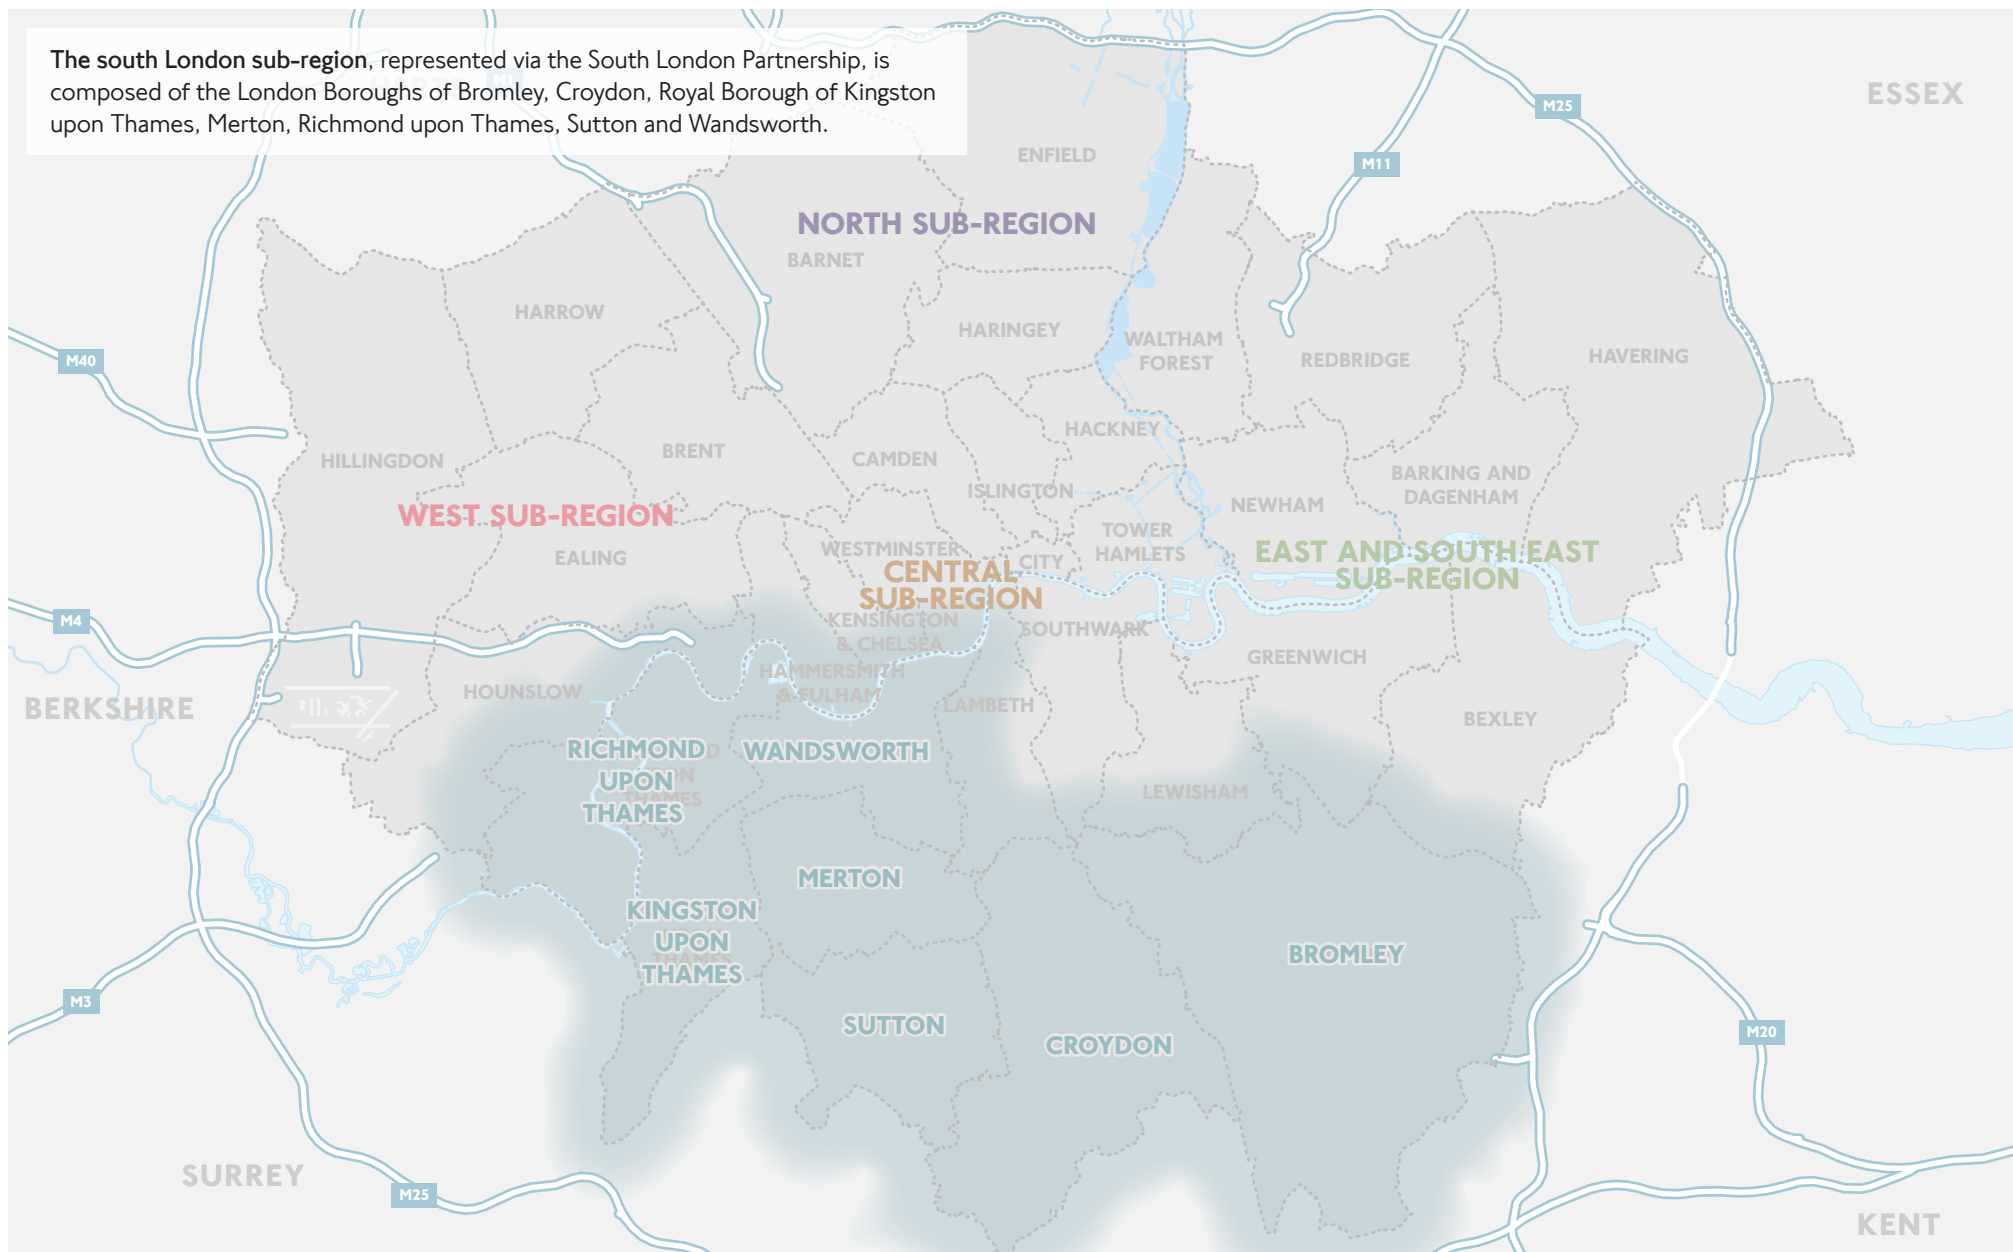 The south London sub-region, represented via the South London Partnership, is
composed of the London Boroughs of Bromley, Croydon, Royal Borough of Kingston
upon Thames, Merton, Richmond upon Thames, Sutton and Wandsworth.
M1
ESSEX
M25
M11
ENFIELD
NORTH SUB-REGION
BARNET
HARROW
HARINGEY
WALTHAM
FOREST
REDBRIDGE
HAVERING
M40
HACKNEY
BRENT
CAMDEN
HILLINGDON
BARKING AND
DAGENHAM
ISLINGTON
NEWHAM
WEST SUB-REGION
TOWER
HAMLETS
EALING
WESTMINSTER
CITY
EAST AND SOUTH EAST
SUB-REGION
CENTRAL
SUB-REGION
M4
KENSINGTON
& CHELSEA
SOUTHWARK
GREENWICH
HAMMERSMITH
& FULHAM
HOUNSLOW
LAMBETH
BERKSHIRE
BEXLEY
RICHMOND
UPON
THAMES
WANDSWORTH
THAMES
LEWISHAM
MERTON
KINGSTON
UPON
THAMES
THAMES
BROMLEY
M3
SUTTON
CROYDON
M20
SURREY
M25
KENT